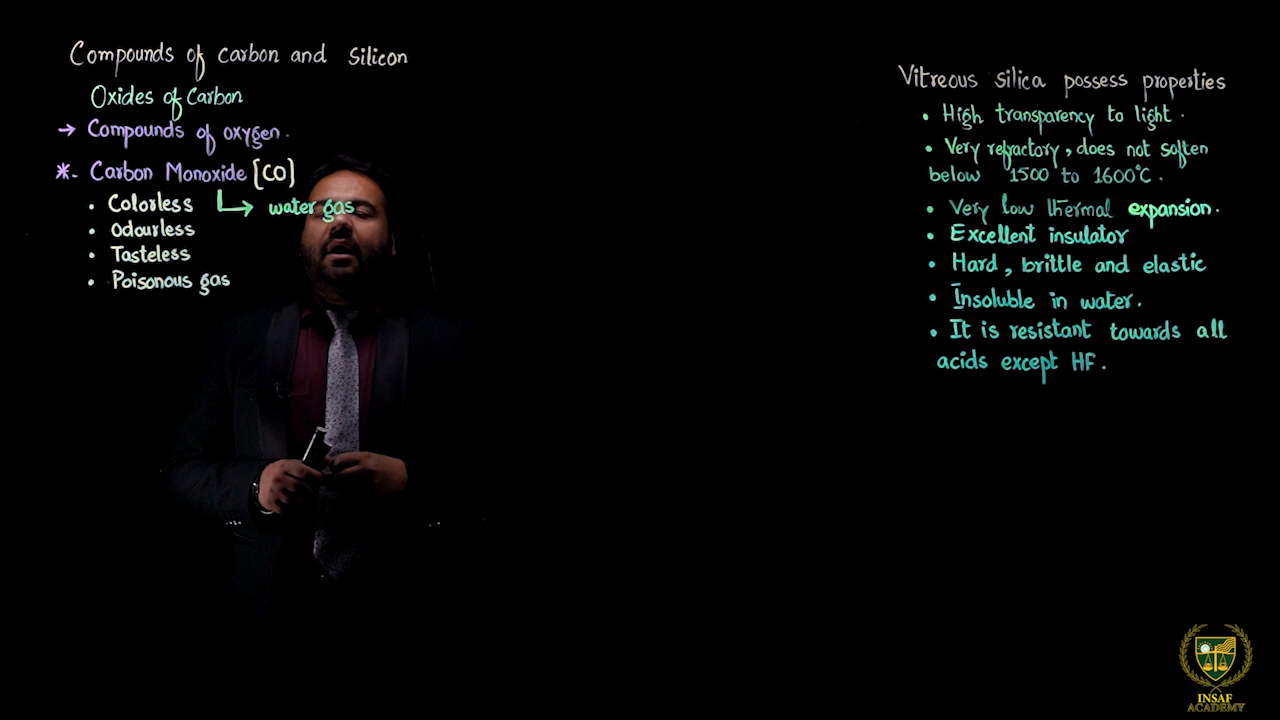 Compounds of Carbon and Silicon
Oxides of Carbon
→ Compounds of oxygen.
*. Carbon Monoxide [CO]
• Colorless
water gas
• Odourless
• Tasteless
• Poisonous gas
Vitreous silica possess properties
• High transparency to light.
• Very refractory, does not soften
below 1500 to 1600°C.
• Very low thermal expansion.
• Excellent insulator
• Hard, brittle and elastic
• Insoluble in water.
• It is resistant towards all
acids except HF.
INSAF
ACADEMY